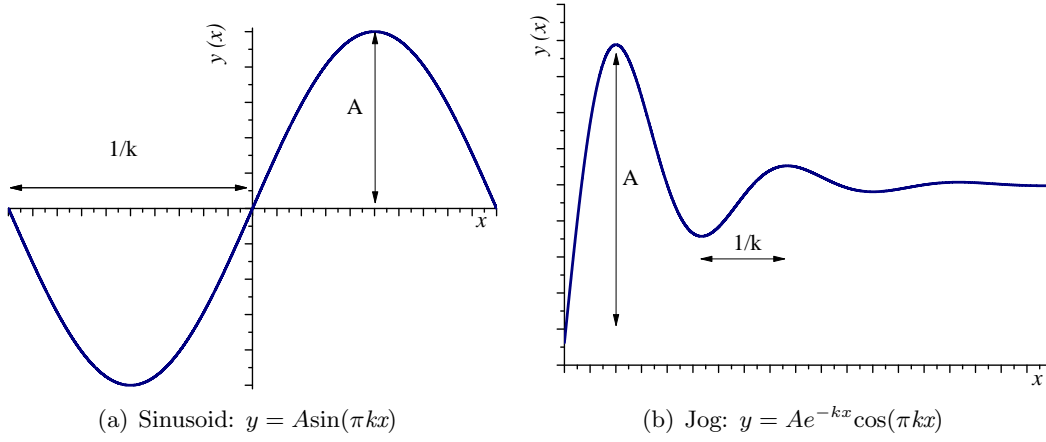 y(x)
A
1/k
x
(a) Sinusoid: y = Asin(πkx)
y(x)
A
1/k
x
(b) Jog: y = Ae^{-kx}cos(πkx)